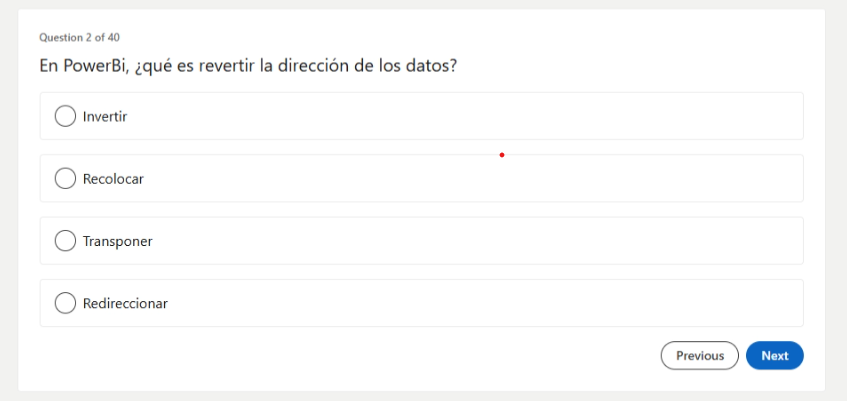 Question 2 of 40
En PowerBi, ¿qué es revertir la dirección de los datos?
Invertir
Recolocar
Transponer
Redireccionar
Previous Next